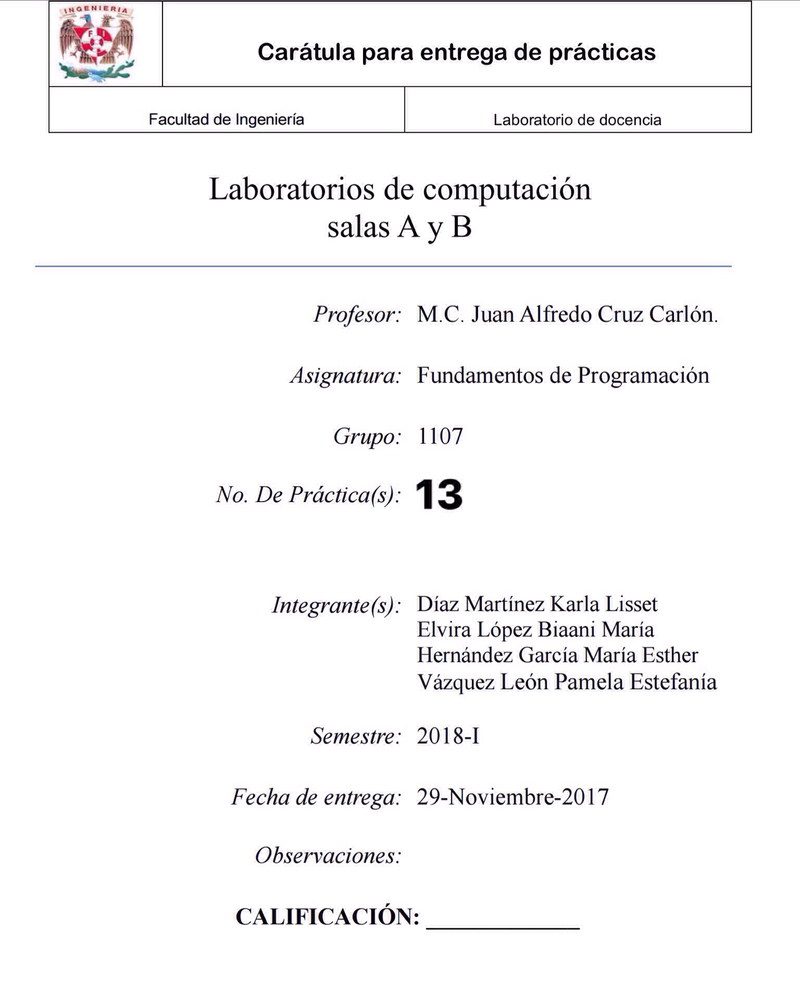 INGENIERIA
F I
Carátula para entrega de prácticas
Facultad de Ingeniería
Laboratorio de docencia
Laboratorios de computación
salas A y B
Profesor: M.C. Juan Alfredo Cruz Carlón.
Asignatura: Fundamentos de Programación
Grupo: 1107
No. De Práctica(s): 13
Integrante(s): Díaz Martínez Karla Lisset
Elvira López Biaani María
Hernández García María Esther
Vázquez León Pamela Estefanía
Semestre: 2018-I
Fecha de entrega: 29-Noviembre-2017
Observaciones:
CALIFICACIÓN: ____________